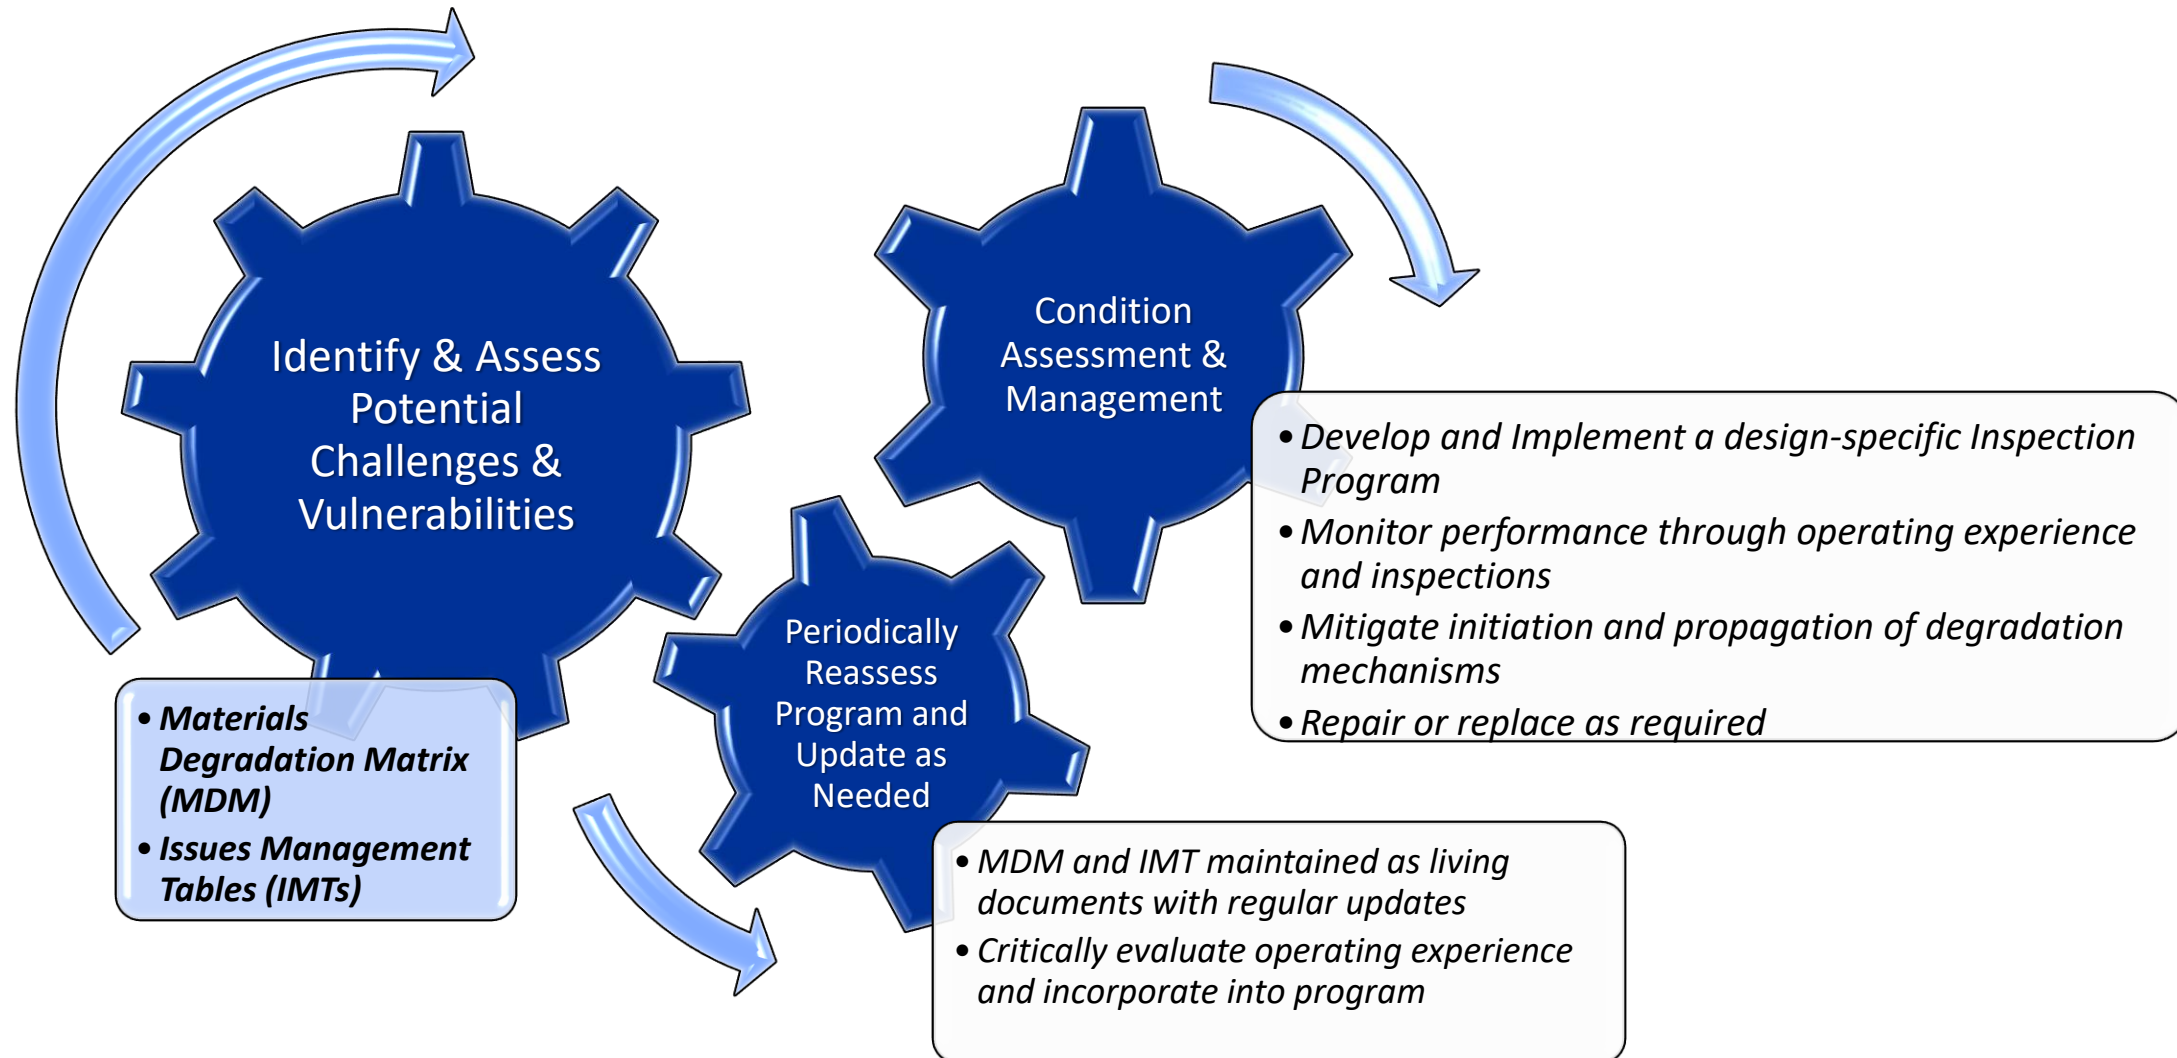 Identify & Assess
Potential
Challenges &
Vulnerabilities
• Materials
Degradation Matrix
(MDM)
• Issues Management
Tables (IMTs)
Condition
Assessment &
Management
• Develop and Implement a design-specific Inspection
Program
• Monitor performance through operating experience
and inspections
• Mitigate initiation and propagation of degradation
mechanisms
• Repair or replace as required
Periodically
Reassess
Program and
Update as
Needed
• MDM and IMT maintained as living
documents with regular updates
• Critically evaluate operating experience
and incorporate into program